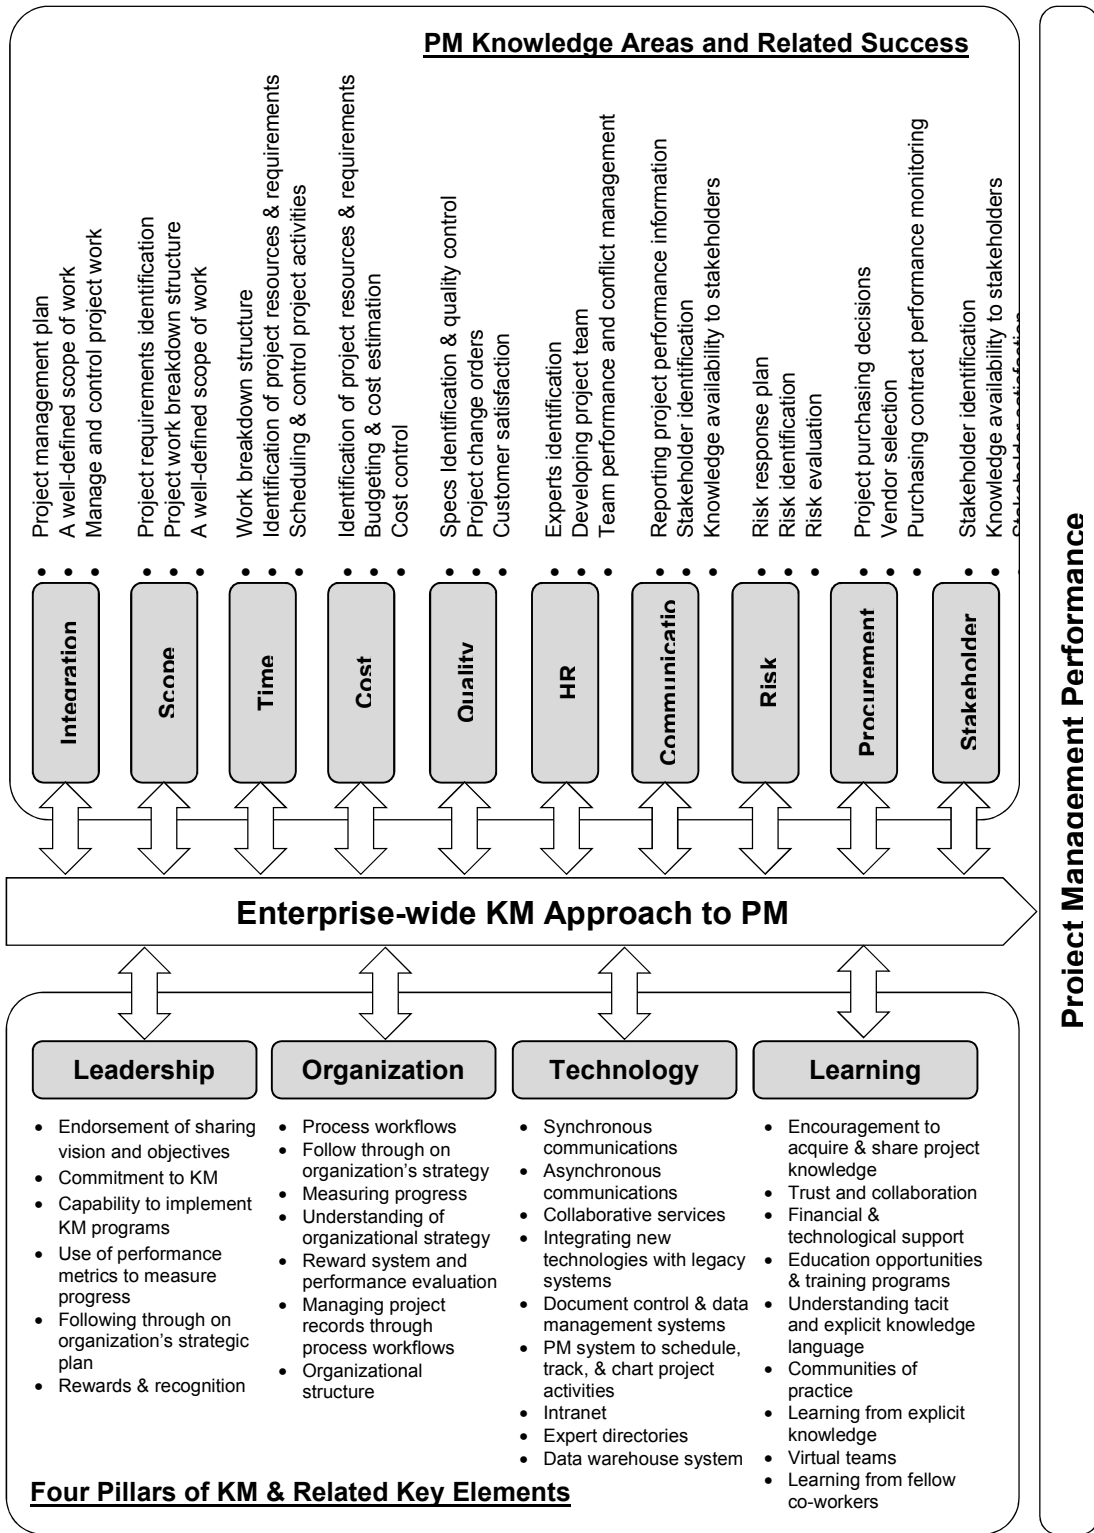 PM Knowledge Areas and Related Success
• Project management plan
• A well-defined scope of work
• Manage and control project work
• Project requirements identification
• Project work breakdown structure
• A well-defined scope of work
• Work breakdown structure
• Identification of project resources & requirements
• Scheduling & control project activities
• Identification of project resources & requirements
• Budgeting & cost estimation
• Cost control
• Specs Identification & quality control
• Project change orders
• Customer satisfaction
• Experts identification
• Developing project team
• Team performance and conflict management
• Reporting project performance information
• Stakeholder identification
• Knowledge availability to stakeholders
• Risk response plan
• Risk identification
• Risk evaluation
• Project purchasing decisions
• Vendor selection
• Purchasing contract performance monitoring
• Stakeholder identification
• Knowledge availability to stakeholders
• Stakeholder satisfaction
Integration
Scope
Time
Cost
Quality
HR
Communicatio
Risk
Procurement
Stakeholder
Enterprise-wide KM Approach to PM
Project Management Performance
Leadership
• Endorsement of sharing
vision and objectives
• Commitment to KM
• Capability to implement
KM programs
• Use of performance
metrics to measure
progress
• Following through on
organization's strategic
plan
• Rewards & recognition
Organization
• Process workflows
• Follow through on
organization's strategy
• Measuring progress
• Understanding of
organizational strategy
• Reward system and
performance evaluation
• Managing project
records through
process workflows
• Organizational
structure
Technology
• Synchronous
communications
• Asynchronous
communications
• Collaborative services
• Integrating new
technologies with legacy
systems
• Document control & data
management systems
• PM system to schedule,
track, & chart project
activities
• Intranet
• Expert directories
• Data warehouse system
Learning
• Encouragement to
acquire & share project
knowledge
• Trust and collaboration
• Financial &
technological support
• Education opportunities
& training programs
• Understanding tacit
and explicit knowledge
language
• Communities of
practice
• Learning from explicit
knowledge
• Virtual teams
• Learning from fellow
co-workers
Four Pillars of KM & Related Key Elements